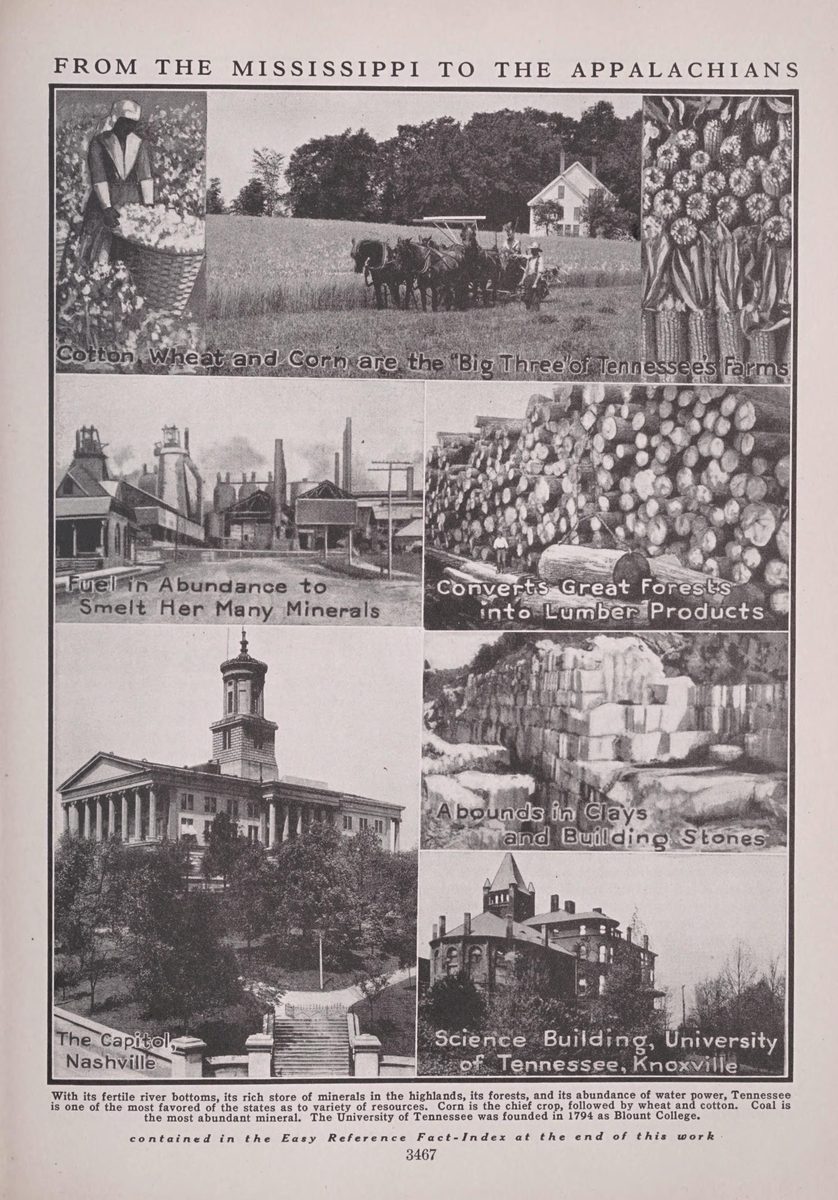 FROM THE MISSISSIPPI TO THE APPALACHIANS
Cotton, Wheat and Corn are the "Big Three" of Tennessee's Farms
Fuel in Abundance to
Smelt Her Many Minerals
Converts Great Forests
into Lumber Products
Abounds in Clays
and Building Stones
The Capitol,
Nashville
Science Building, University
of Tennessee, Knoxville
With its fertile river bottoms, its rich store of minerals in the highlands, its forests, and its abundance of water power, Tennessee
is one of the most favored of the states as to variety of resources. Corn is the chief crop, followed by wheat and cotton. Coal is
the most abundant mineral. The University of Tennessee was founded in 1794 as Blount College.
contained in the Easy Reference Fact-Index at the end of this work
3467